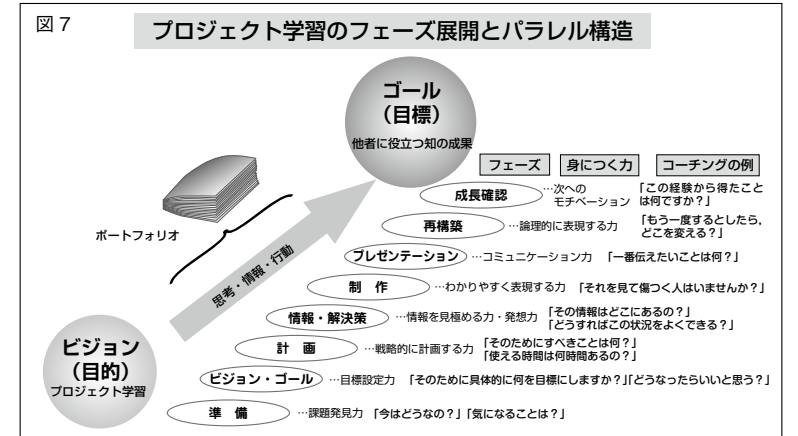 図7
プロジェクト学習のフェーズ展開とパラレル構造
ゴール
(目標)
他者に役立つ知の成果
フェーズ 身につく力 コーチングの例
成長確認 …次への
モチベーション
「この経験から得たこと
は何ですか?」
再構築 …論理的に表現する力
「もう一度するとしたら,
どこを変える?」
プレゼンテーション …コミュニケーション力 「一番伝えたいことは何?」
制 作 …わかりやすく表現する力 「それを見て傷つく人はいませんか?」
情報・解決策 …情報を見極める力・発想力
「その情報はどこにあるの?」
「どうすればこの状況をよくできる?」
計 画 …戦略的に計画する力
「そのためにすべきことは何?」
「使える時間は何時間あるの?」
ビジョン・ゴール …目標設定力 「そのために具体的に何を目標にしますか?」「どうなったらいいと思う?」
準 備 …課題発見力 「今はどうなの?」「気になることは?」
ポートフォリオ
思考・情報・行動
ビジョン
(目的)
プロジェクト学習